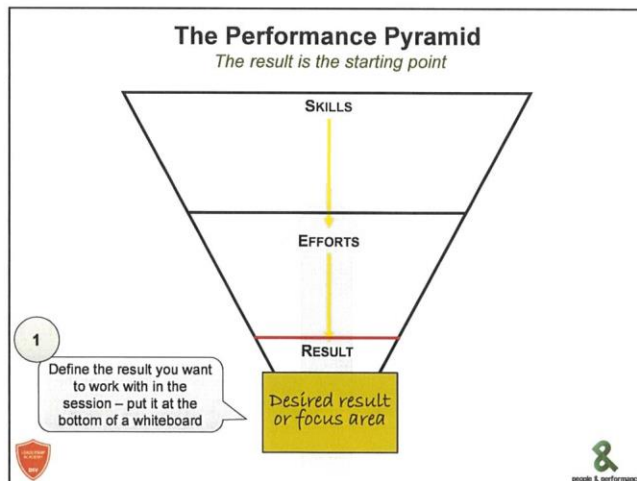 The Performance Pyramid
The result is the starting point
SKILLS
EFFORTS
RESULT
1
Define the result you want
to work with in the
session – put it at the
bottom of a whiteboard
Desired result
or focus area
people & performance